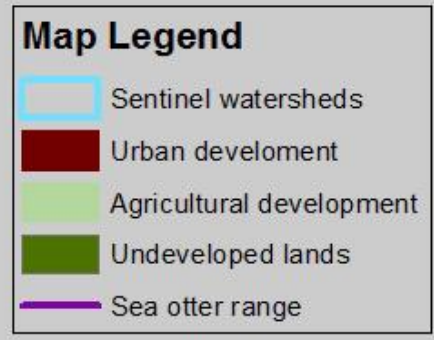 Map Legend
Sentinel watersheds
Urban develoment
Agricultural development
Undeveloped lands
Sea otter range